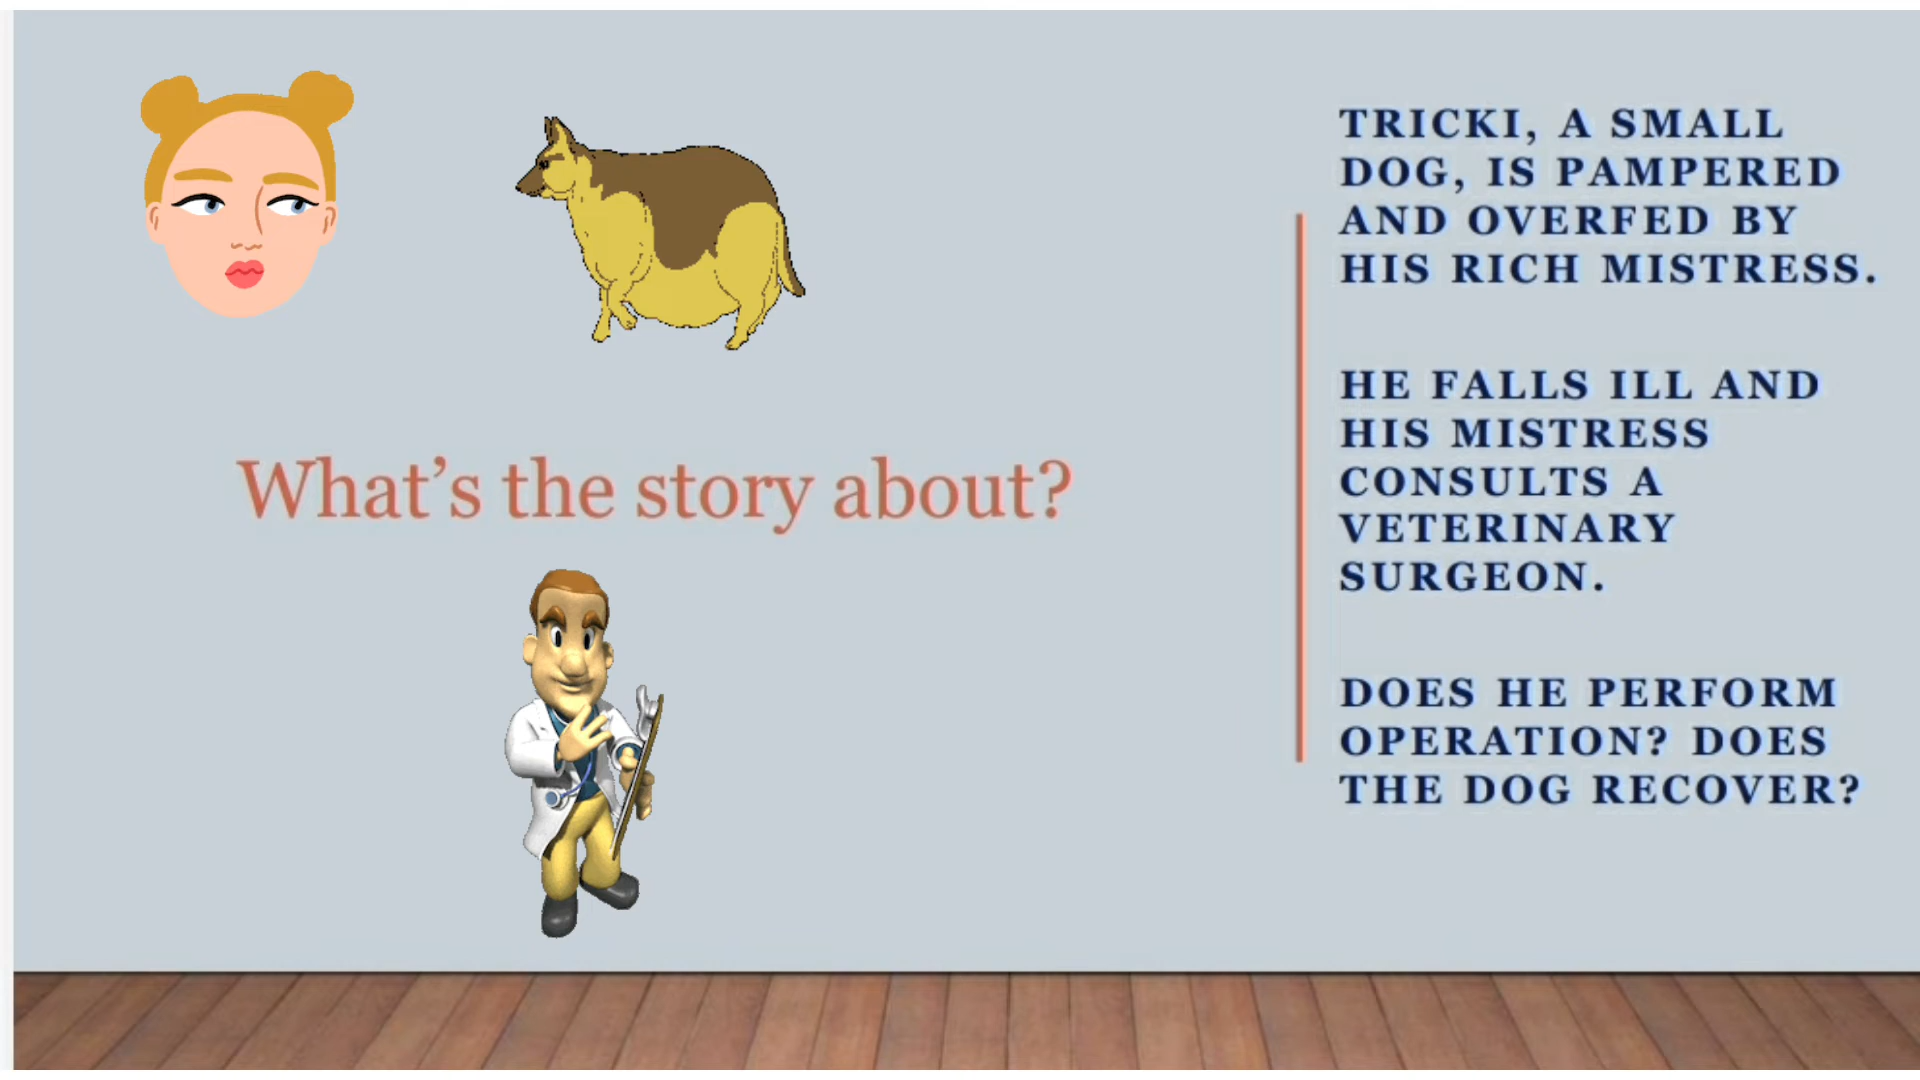 What's the story about?
TRICKI, A SMALL
DOG, IS PAMPERED
AND OVERFED BY
HIS RICH MISTRESS.
HE FALLS ILL AND
HIS MISTRESS
CONSULTS A
VETERINARY
SURGEON.
DOES HE PERFORM
OPERATION? DOES
THE DOG RECOVER?